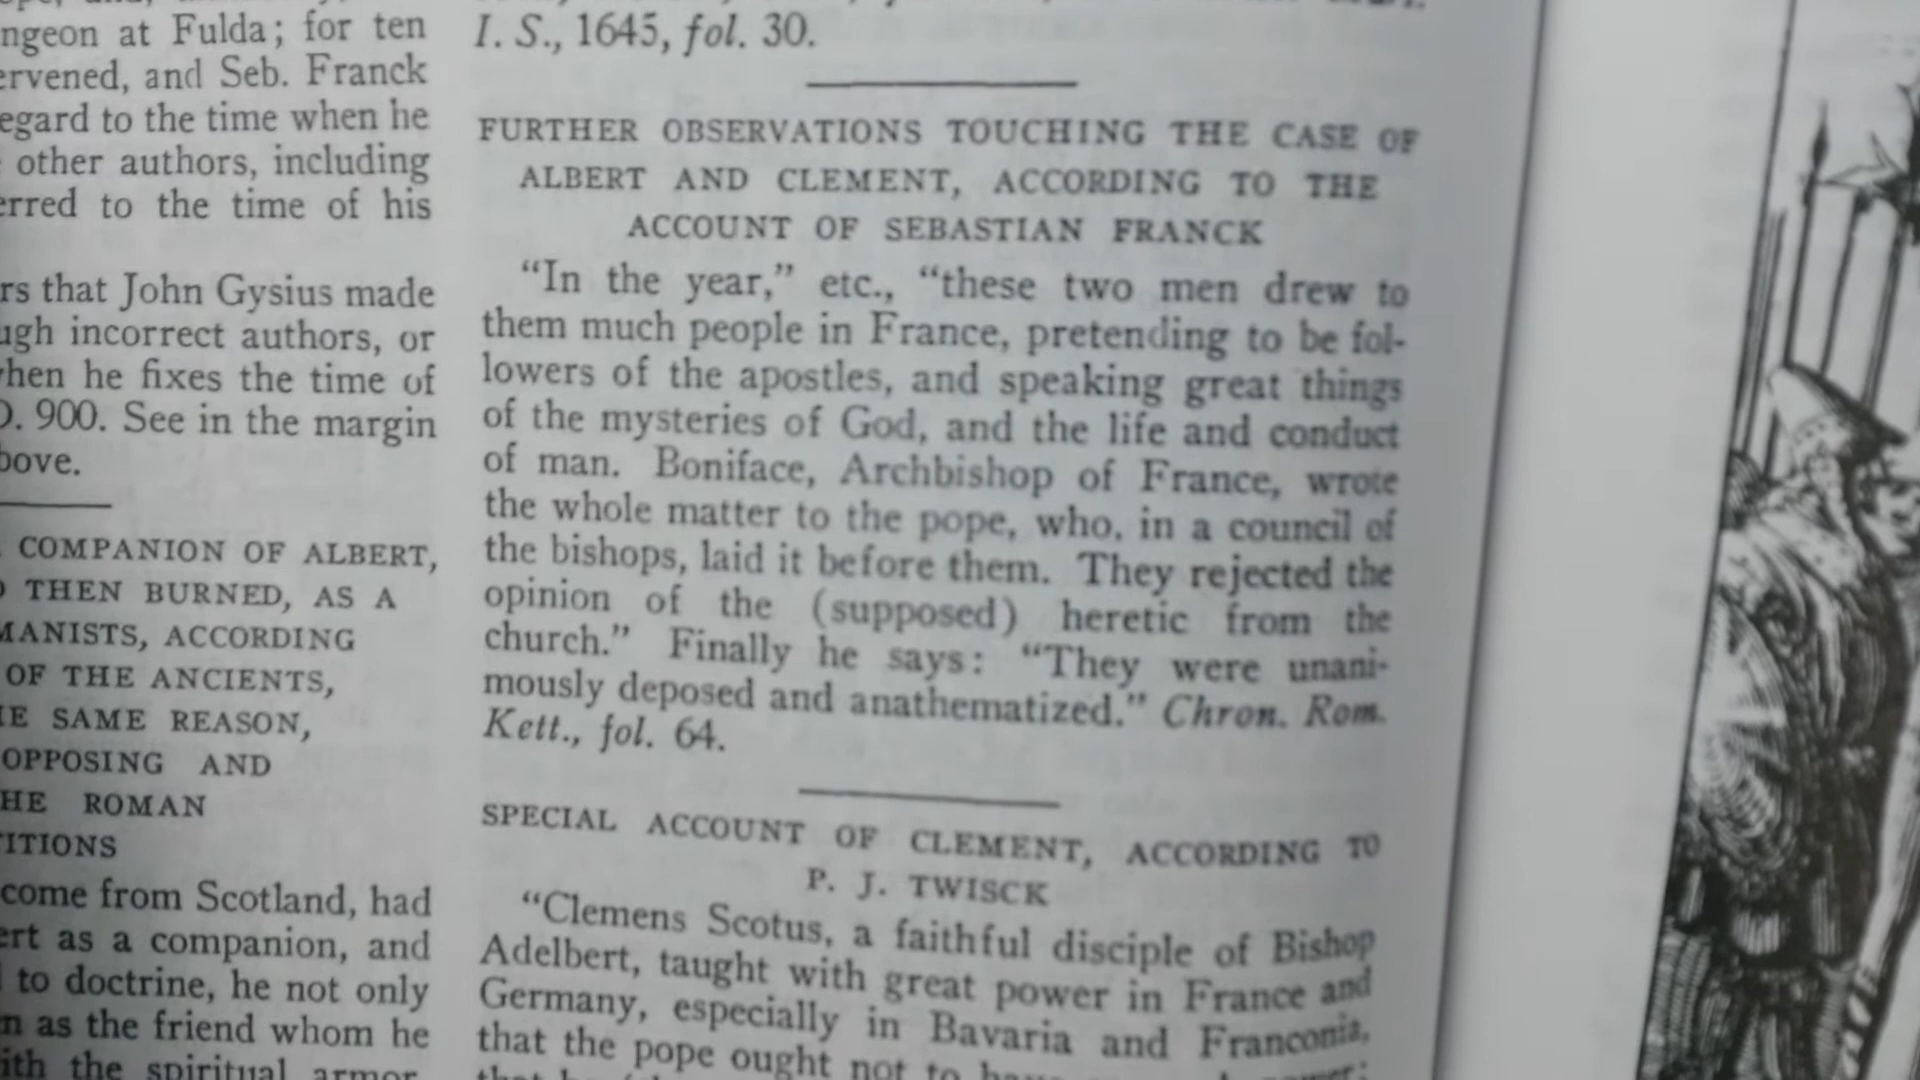 ngeon at Fulda; for ten
ervened, and Seb. Franck
egard to the time when he
other authors, including
erred to the time of his
rs that John Gysius made
ugh incorrect authors, or
when he fixes the time of
D. 900. See in the margin
bove.
COMPANION OF ALBERT,
THEN BURNED, AS A
MANISTS, ACCORDING
OF THE ANCIENTS,
HE SAME REASON,
OPPOSING AND
HE ROMAN
TITIONS
come from Scotland, had
ert as a companion, and
to doctrine, he not only
n as the friend whom he
ith the spiritual armor
I. S., 1645, fol. 30.
FURTHER OBSERVATIONS TOUCHING THE CASE OF
ALBERT AND CLEMENT, ACCORDING TO THE
ACCOUNT OF SEBASTIAN FRANCK
“In the year,” etc., “these two men drew to
them much people in France, pretending to be fol-
lowers of the apostles, and speaking great things
of the mysteries of God, and the life and conduct
of man. Boniface, Archbishop of France, wrote
the whole matter to the pope, who, in a council of
the bishops, laid it before them. They rejected the
opinion of the (supposed) heretic from the
church.” Finally he says: “They were unani-
mously deposed and anathematized.” Chron. Rom.
Kett., fol. 64.
SPECIAL ACCOUNT OF CLEMENT, ACCORDING TO
P. J. TWISCK
“Clemens Scotus, a faithful disciple of Bishop
Adelbert, taught with great power in France and
Germany, especially in Bavaria and Franconia,
that the pope ought not to